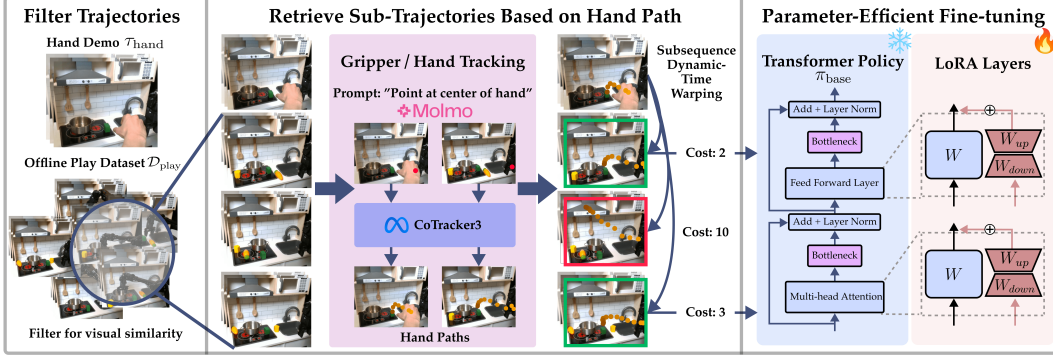 Filter Trajectories
Hand Demo τhand
Offline Play Dataset 𝒟play
Filter for visual similarity
Retrieve Sub-Trajectories Based on Hand Path
Gripper / Hand Tracking
Prompt: "Point at center of hand"
Molmo
CoTracker3
Hand Paths
Subsequence
Dynamic-
Time
Warping
Cost: 2
Cost: 10
Cost: 3
Parameter-Efficient Fine-tuning
Transformer Policy
πbase
Add + Layer Norm
Bottleneck
Feed Forward Layer
Add + Layer Norm
Bottleneck
Multi-head Attention
LoRA Layers
W
Wup
Wdown
W
Wup
Wdown